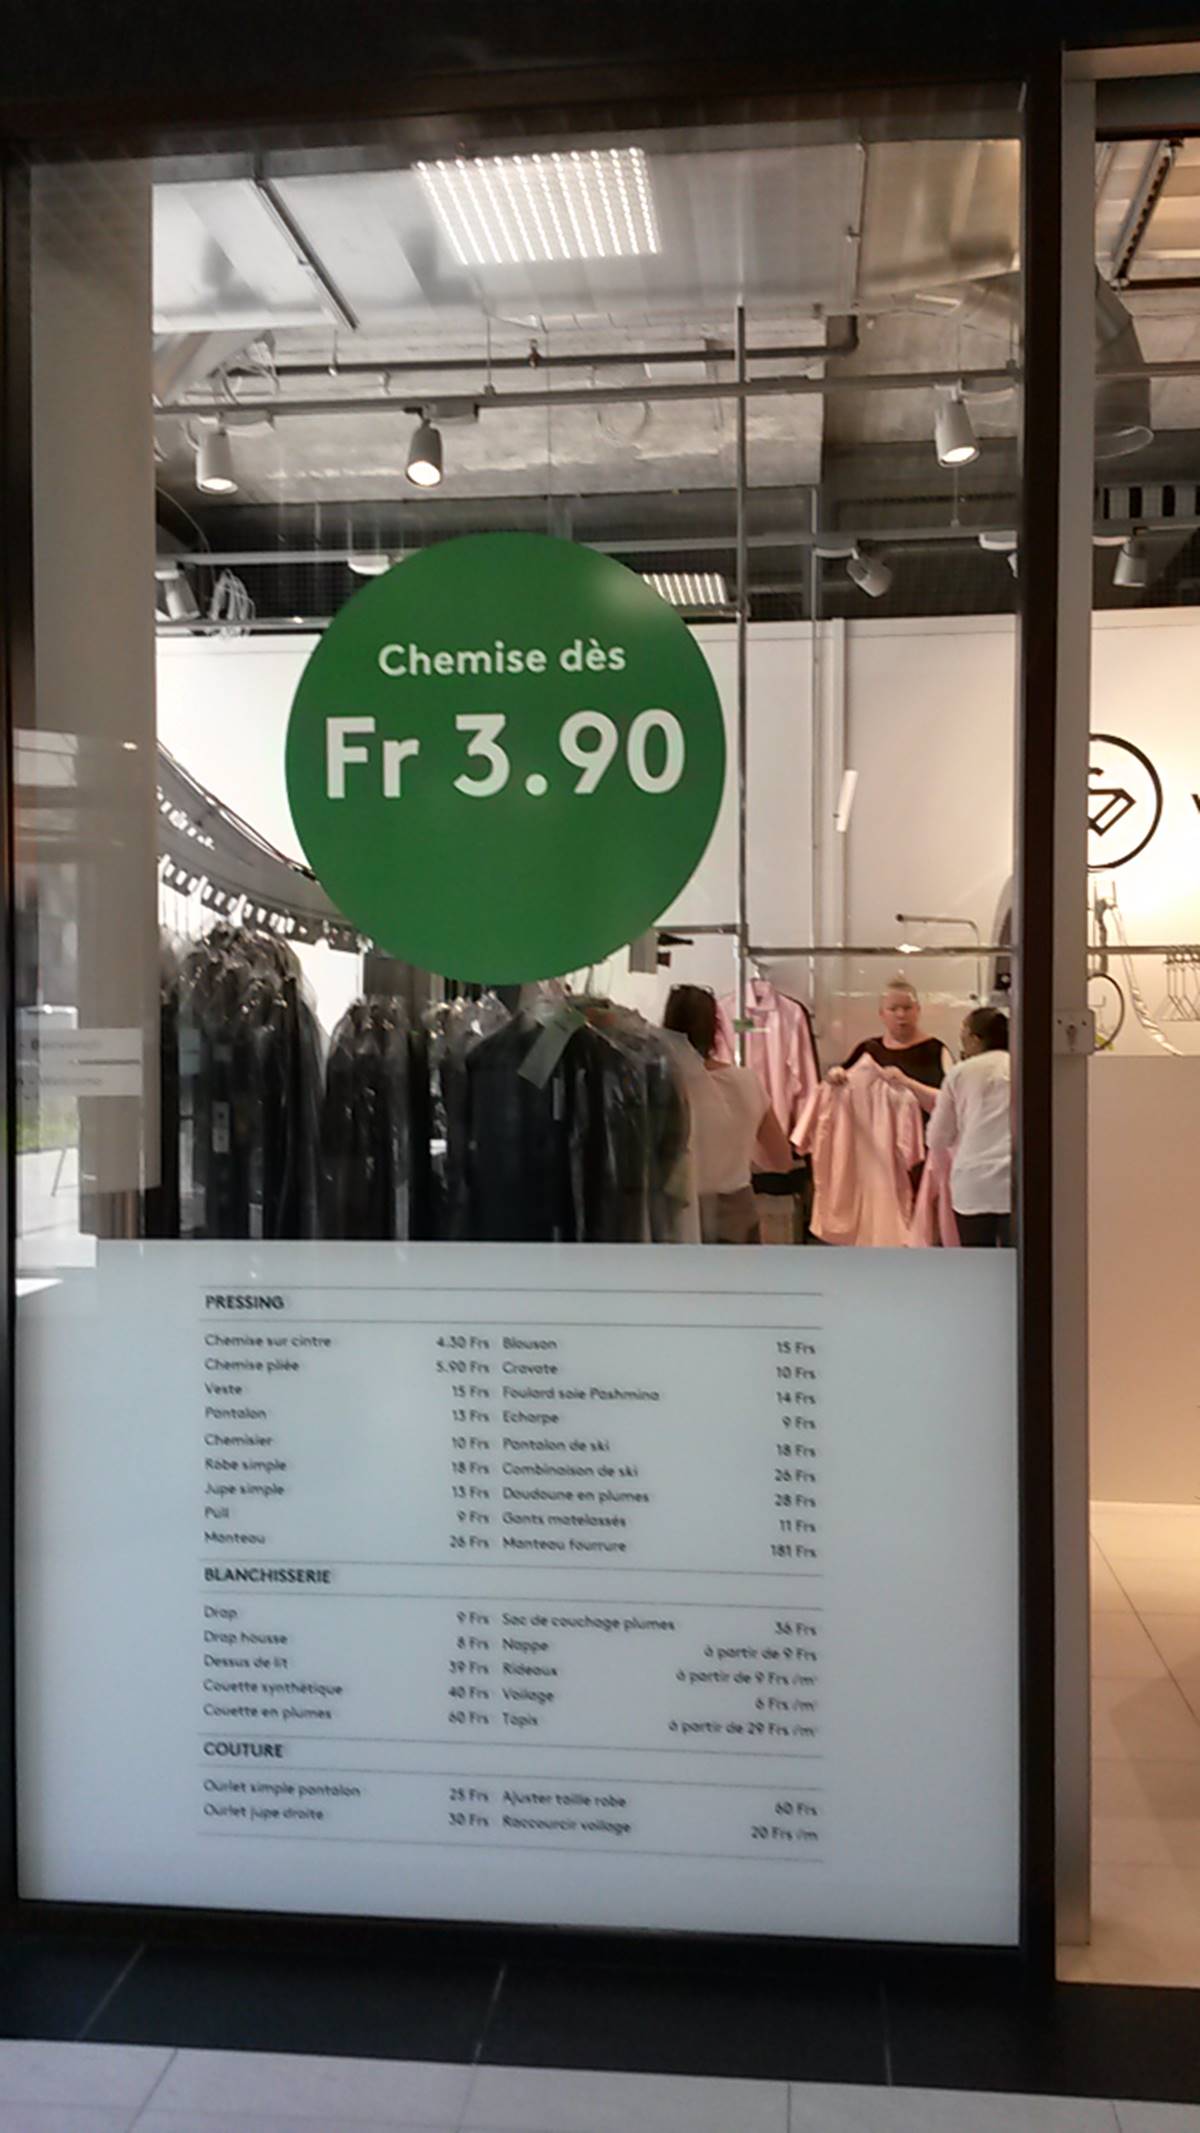 Chemise dès
Fr 3.90
Welcome
PRESSING
Chemise sur cintre 4.30 Frs Blouson 15 Frs
Chemise pliée 5.90 Frs Cravate 10 Frs
Veste 15 Frs Foulard soie Pashmina 14 Frs
Pantalon 13 Frs Echarpe 9 Frs
Chemisier 10 Frs Pantalon de ski 18 Frs
Robe simple 18 Frs Combinaison de ski 26 Frs
Jupe simple 13 Frs Doudoune en plumes 28 Frs
Pull 9 Frs Gants matelassés 11 Frs
Manteau 26 Frs Manteau fourrure 181 Frs
BLANCHISSERIE
Drap 9 Frs Sac de couchage plumes 36 Frs
Drap housse 8 Frs Nappe à partir de 9 Frs
Dessus de lit 39 Frs Rideaux à partir de 9 Frs /m²
Couette synthétique 40 Frs Voilage 6 Frs /m²
Couette en plumes 60 Frs Tapis à partir de 29 Frs /m²
COUTURE
Ourlet simple pantalon 25 Frs Ajuster taille robe 60 Frs
Ourlet jupe droite 30 Frs Raccourcir voilage 20 Frs /m